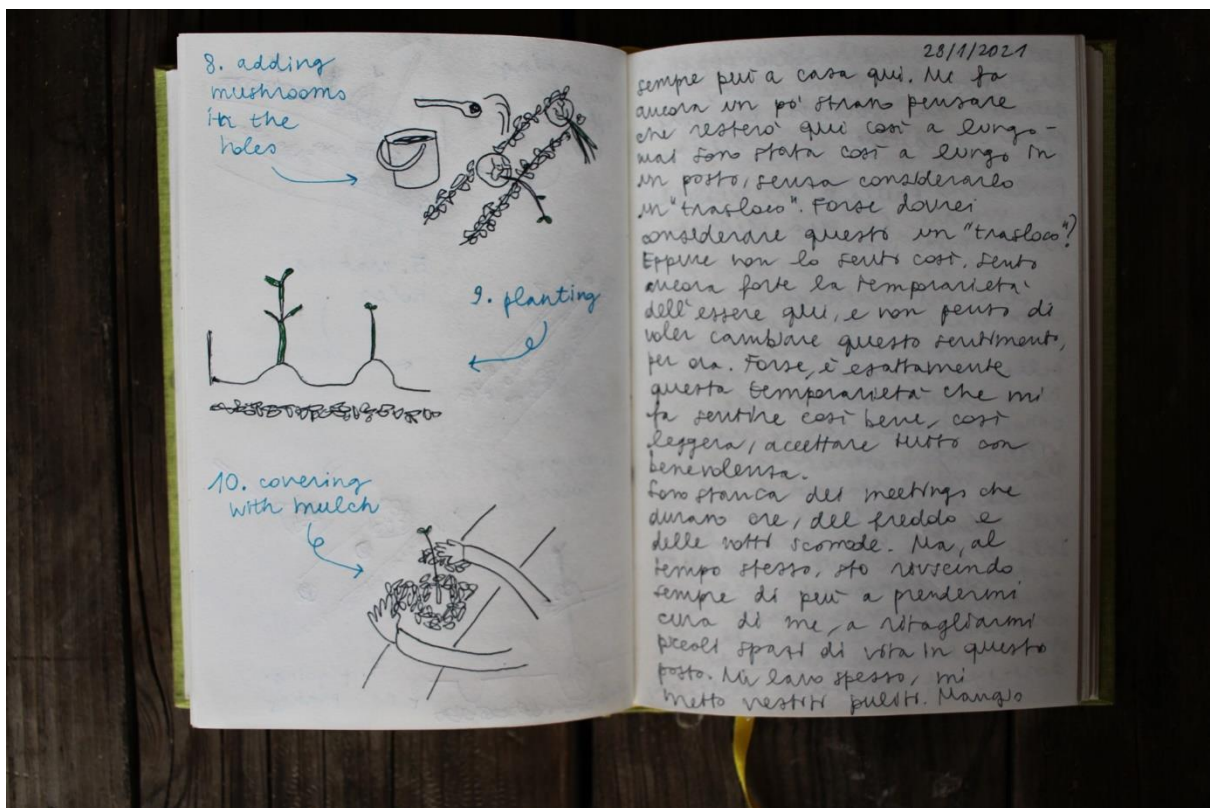 8. adding
mushrooms
in the
holes
9. planting
10. covering
with mulch
28/1/2021
sempre più a casa qui. Me fa
ancora un po' strano pensare
che resterò qui così a lungo -
mai sono stata così a lungo in
un posto, senza considerarlo
un "trasloco". Forse dovrei
considerare questo un "trasloco"?
Eppure non lo sento così. Sento
ancora forte la temporarietà
dell'essere qui, e non penso di
voler cambiare questo sentimento,
per ora. Forse, è esattamente
questa temporarietà che mi
fa sentire così bene, così
leggera, accettare tutto con
benevolenza.
Sono stanca dei meetings che
durano ore, del freddo e
delle notti scomode. Ma, al
tempo stesso, sto riuscendo
sempre di più a prendermi
cura di me, a ritagliarmi
piccoli spazi di vita in questo
posto. Mi lavo spesso, mi
metto vestiti puliti. Mangio